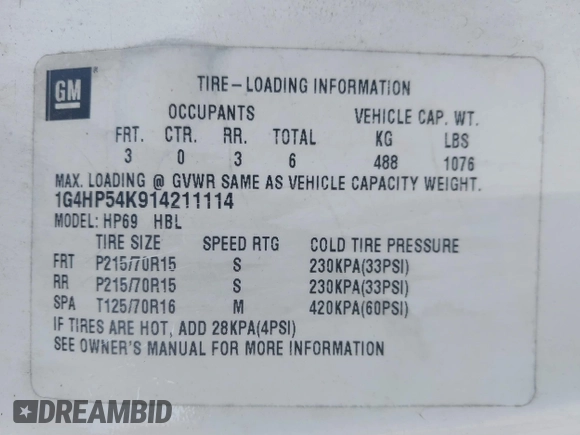 GM
TIRE-LOADING INFORMATION
OCCUPANTS VEHICLE CAP. WT.
FRT. CTR. RR. TOTAL KG LBS
3 0 3 6 488 1076
MAX. LOADING @ GVWR SAME AS VEHICLE CAPACITY WEIGHT.
1G4HP54K914211114
MODEL: HP69 HBL
TIRE SIZE SPEED RTG COLD TIRE PRESSURE
FRT P215/70R15 S 230KPA(33PSI)
RR P215/70R15 S 230KPA(33PSI)
SPA T125/70R16 M 420KPA(60PSI)
IF TIRES ARE HOT, ADD 28KPA(4PSI)
SEE OWNER'S MANUAL FOR MORE INFORMATION
DREAMBID